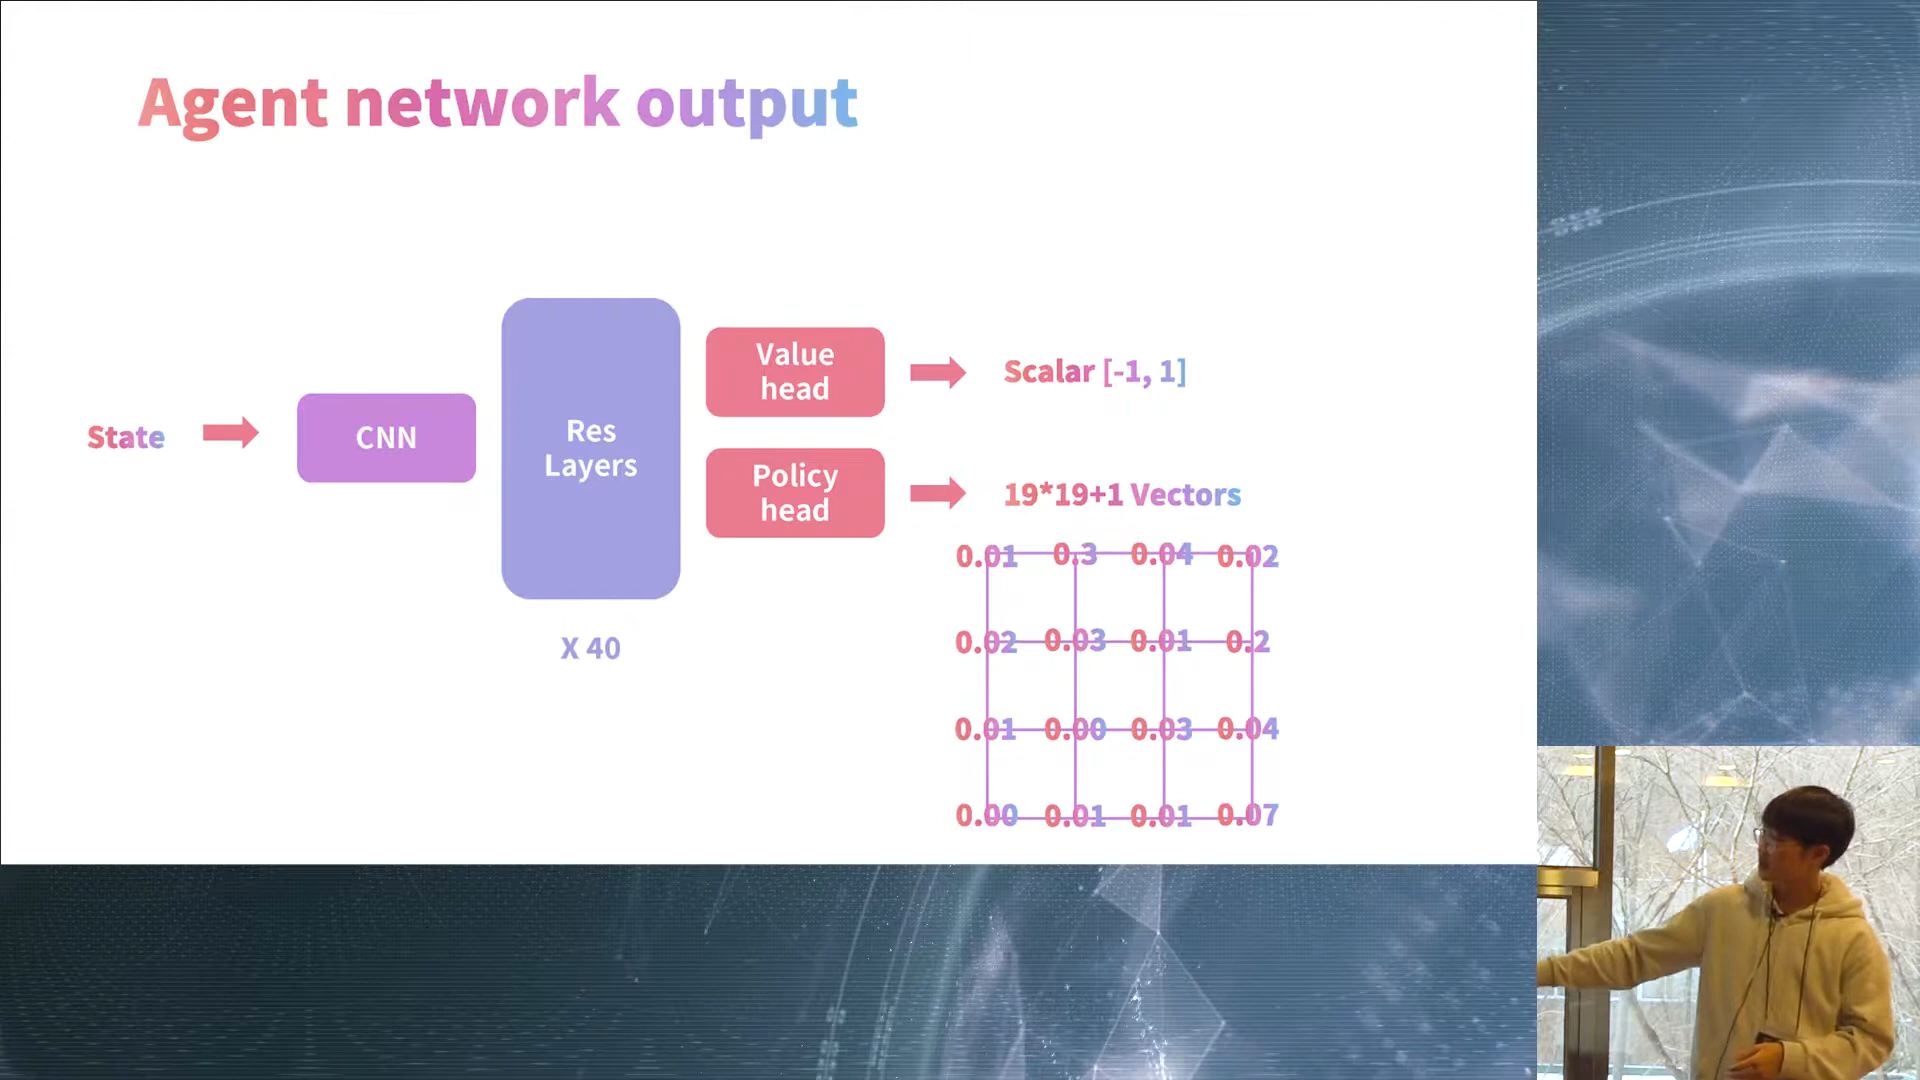 Agent network output
State
CNN
Res
Layers
X 40
Value
head
Scalar [-1, 1]
Policy
head
19*19+1 Vectors
0.01 0.3 0.04 0.02
0.02 0.03 0.01 0.2
0.01 0.00 0.03 0.04
0.00 0.01 0.01 0.07